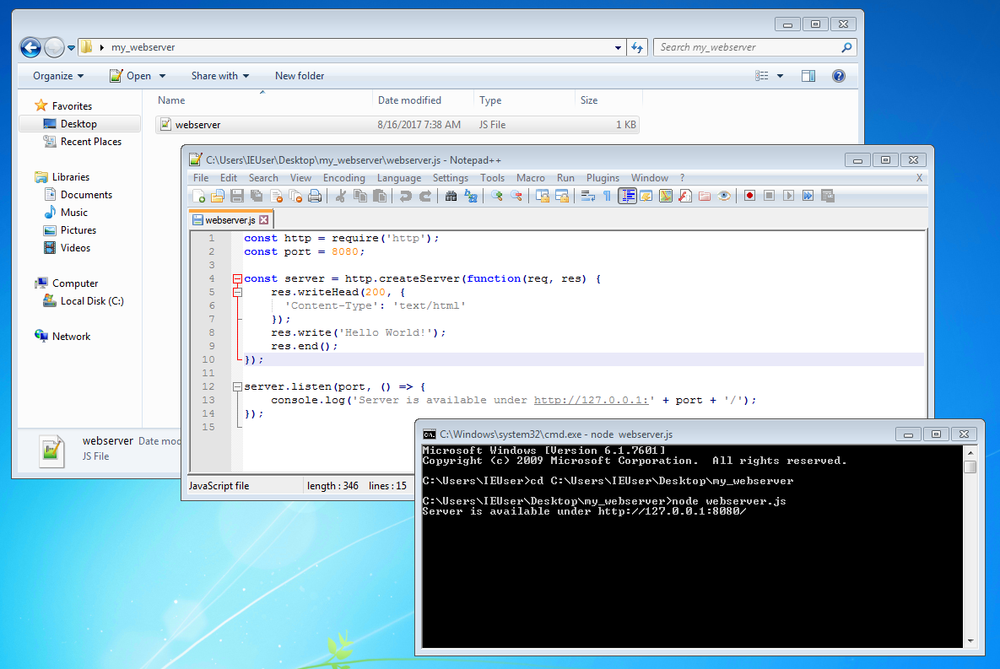 my_webserver
Search my_webserver
Organize Open Share with New folder
Name Date modified Type Size
webserver 8/16/2017 7:38 AM JS File 1 KB
Favorites
Desktop
Recent Places
Libraries
Documents
Music
Pictures
Videos
Computer
Local Disk (C:)
Network
webserver Date mod
JS File
C:\Users\IEUser\Desktop\my_webserver\webserver.js - Notepad++
File Edit Search View Encoding Language Settings Tools Macro Run Plugins Window ? X
webserver.js
1 const http = require('http');
2 const port = 8080;
3
4 const server = http.createServer(function(req, res) {
5 res.writeHead(200, {
6 'Content-Type': 'text/html'
7 });
8 res.write('Hello World!');
9 res.end();
10 });
11
12 server.listen(port, () => {
13 console.log('Server is available under http://127.0.0.1:' + port + '/');
14 });
15
JavaScript file length : 346 lines : 15
C:\Windows\system32\cmd.exe - node webserver.js
Microsoft Windows [Version 6.1.7601]
Copyright (c) 2009 Microsoft Corporation. All rights reserved.
C:\Users\IEUser>cd C:\Users\IEUser\Desktop\my_webserver
C:\Users\IEUser\Desktop\my_webserver>node webserver.js
Server is available under http://127.0.0.1:8080/